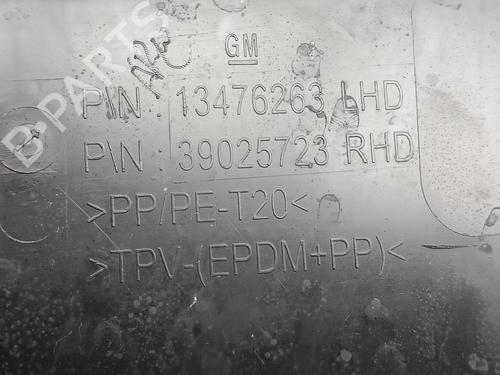 GM
P\N 13476263 LHD
P\N 39025723 RHD
>PP/PE-T20<
>TPV-(EPDM+PP)<
B-PARTS